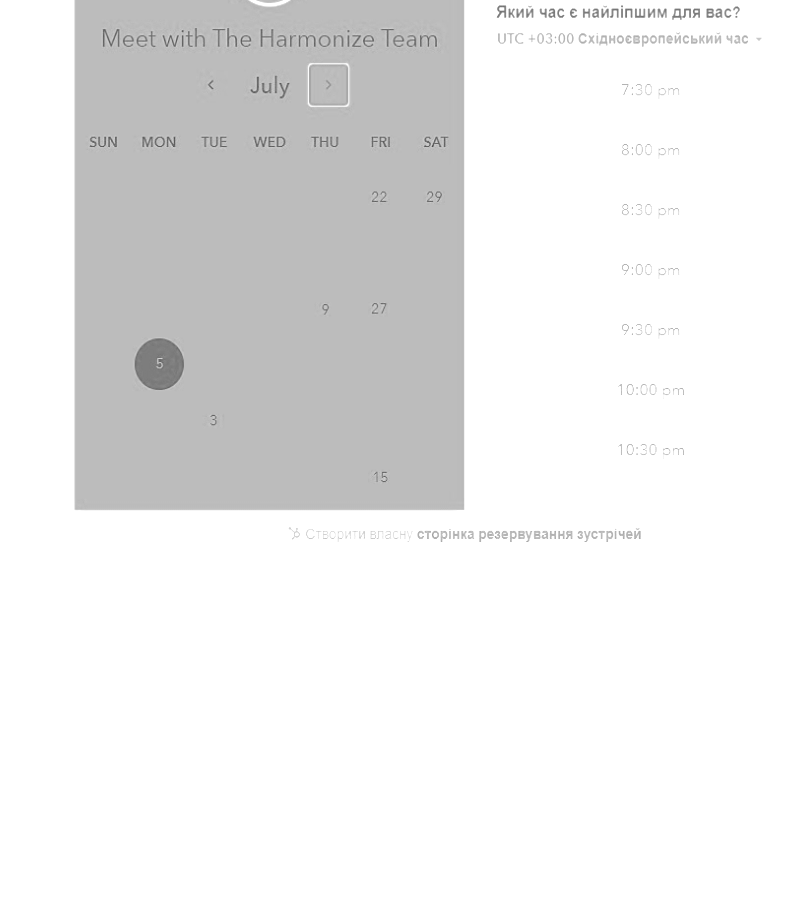 Meet with The Harmonize Team
July
SUN MON TUE WED THU FRI SAT
22 29
9 27
5
3
15
Який час є найліпшим для вас?
UTC +03:00 Східноєвропейський час
7:30 pm
8:00 pm
8:30 pm
9:00 pm
9:30 pm
10:00 pm
10:30 pm
Створити власну сторінка резервування зустрічей